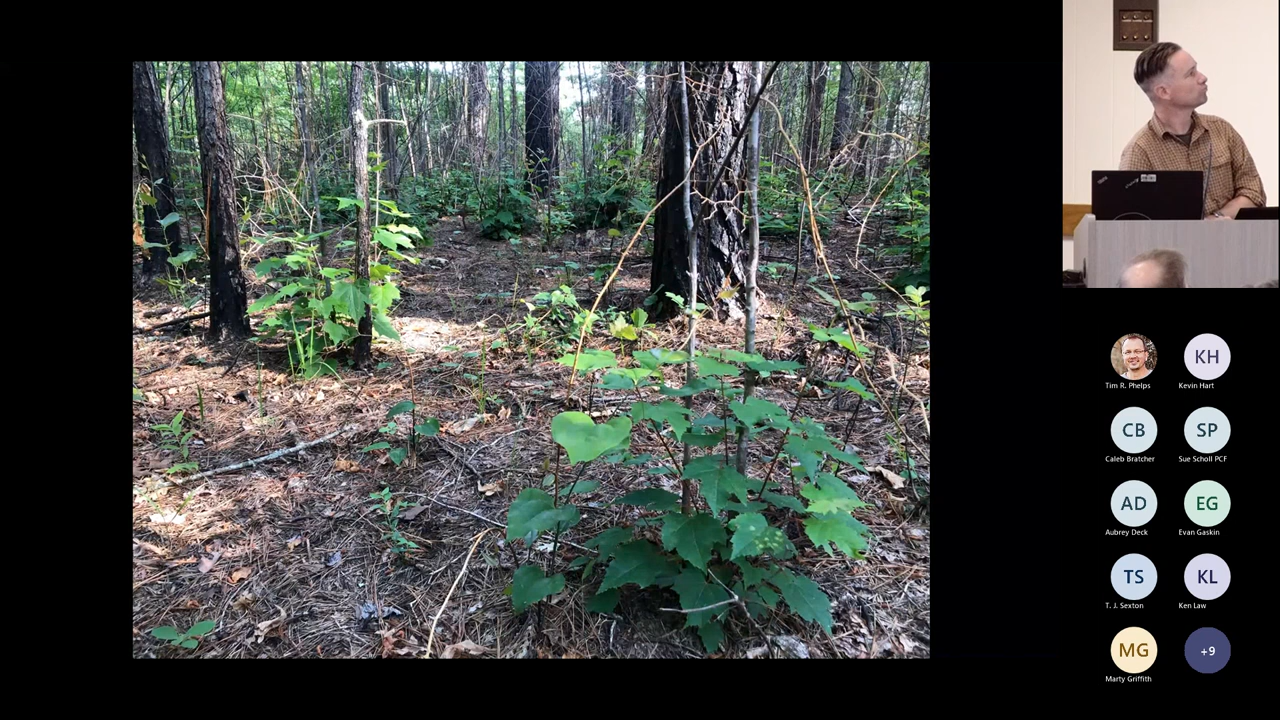 KH
Tim R. Phelps
Kevin Hart
CB
SP
Caleb Bratcher
Sue Scholl PCF
AD
EG
Aubrey Deck
Evan Gaskin
TS
KL
T. J. Sexton
Ken Law
MG
+9
Marty Griffith